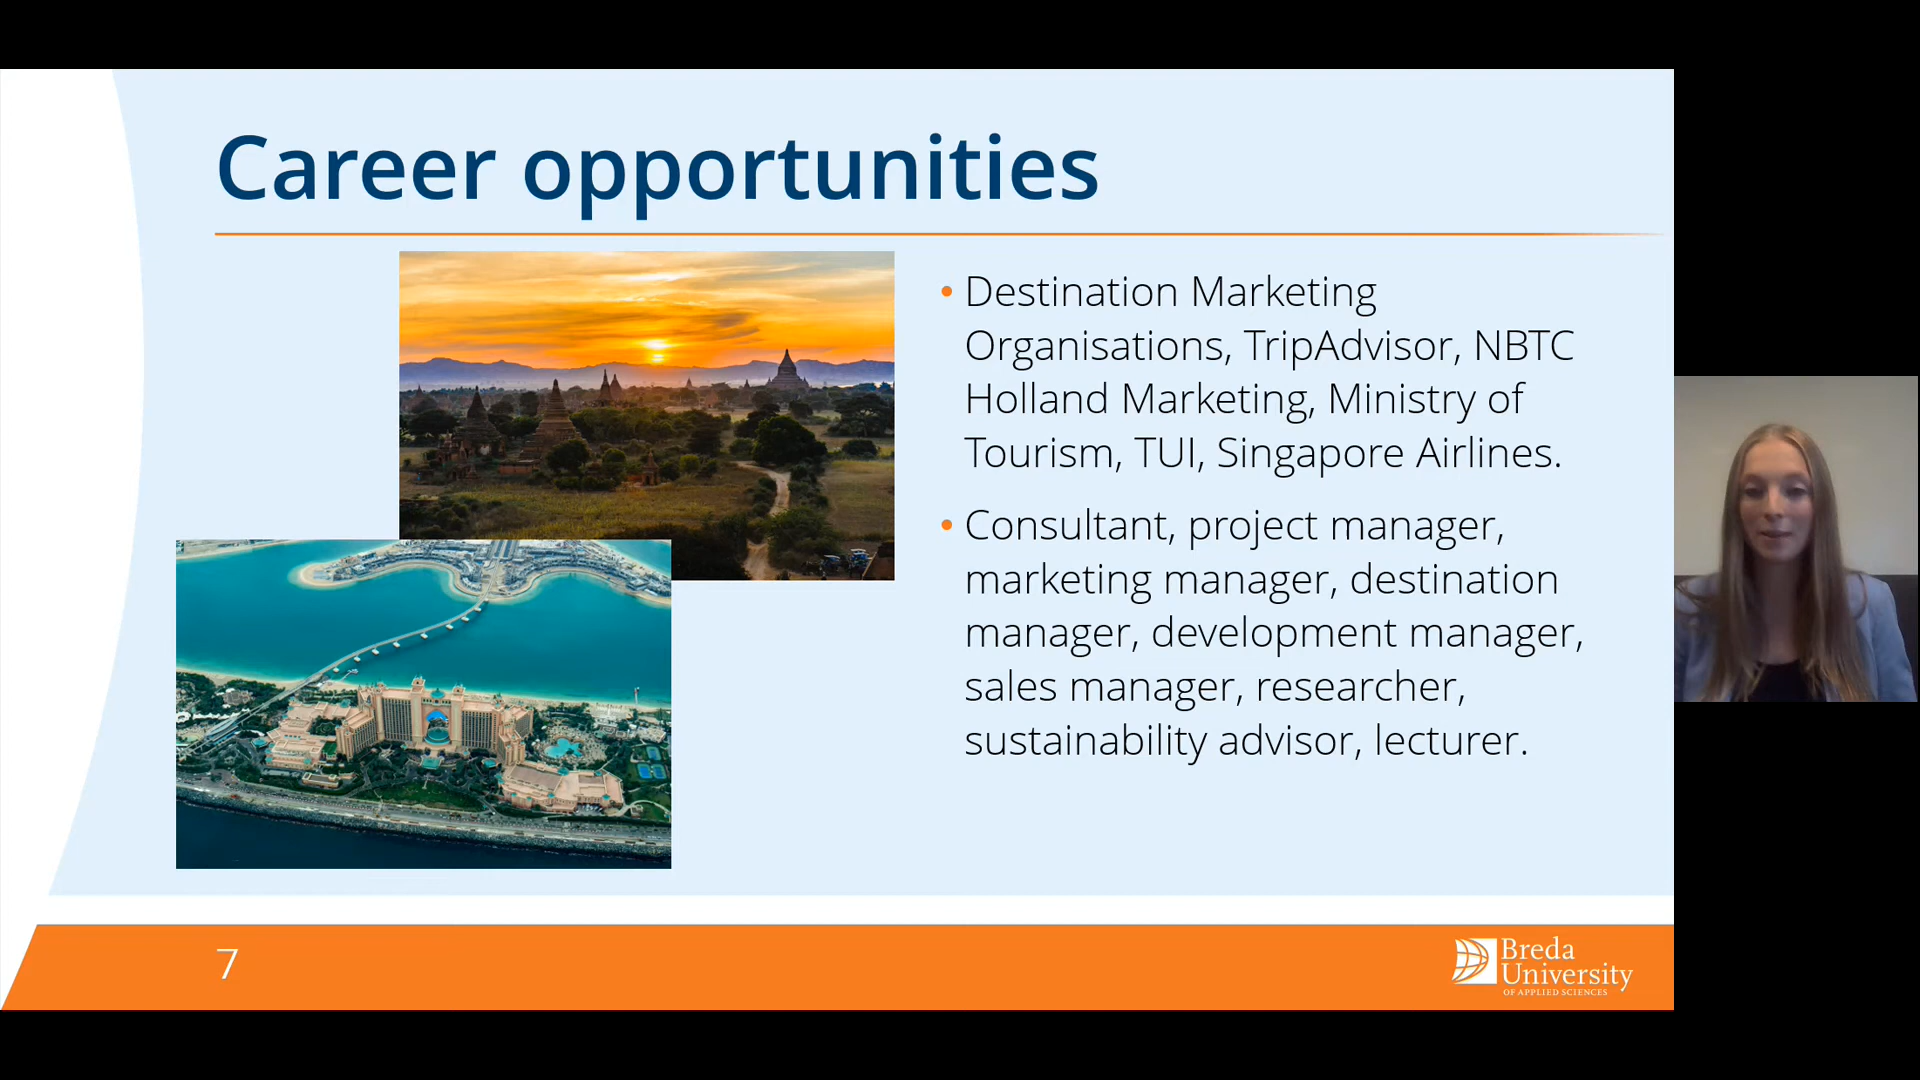 Career opportunities
• Destination Marketing
Organisations, TripAdvisor, NBTC
Holland Marketing, Ministry of
Tourism, TUI, Singapore Airlines.
• Consultant, project manager,
marketing manager, destination
manager, development manager,
sales manager, researcher,
sustainability advisor, lecturer.
7
Breda
University
OF APPLIED SCIENCES